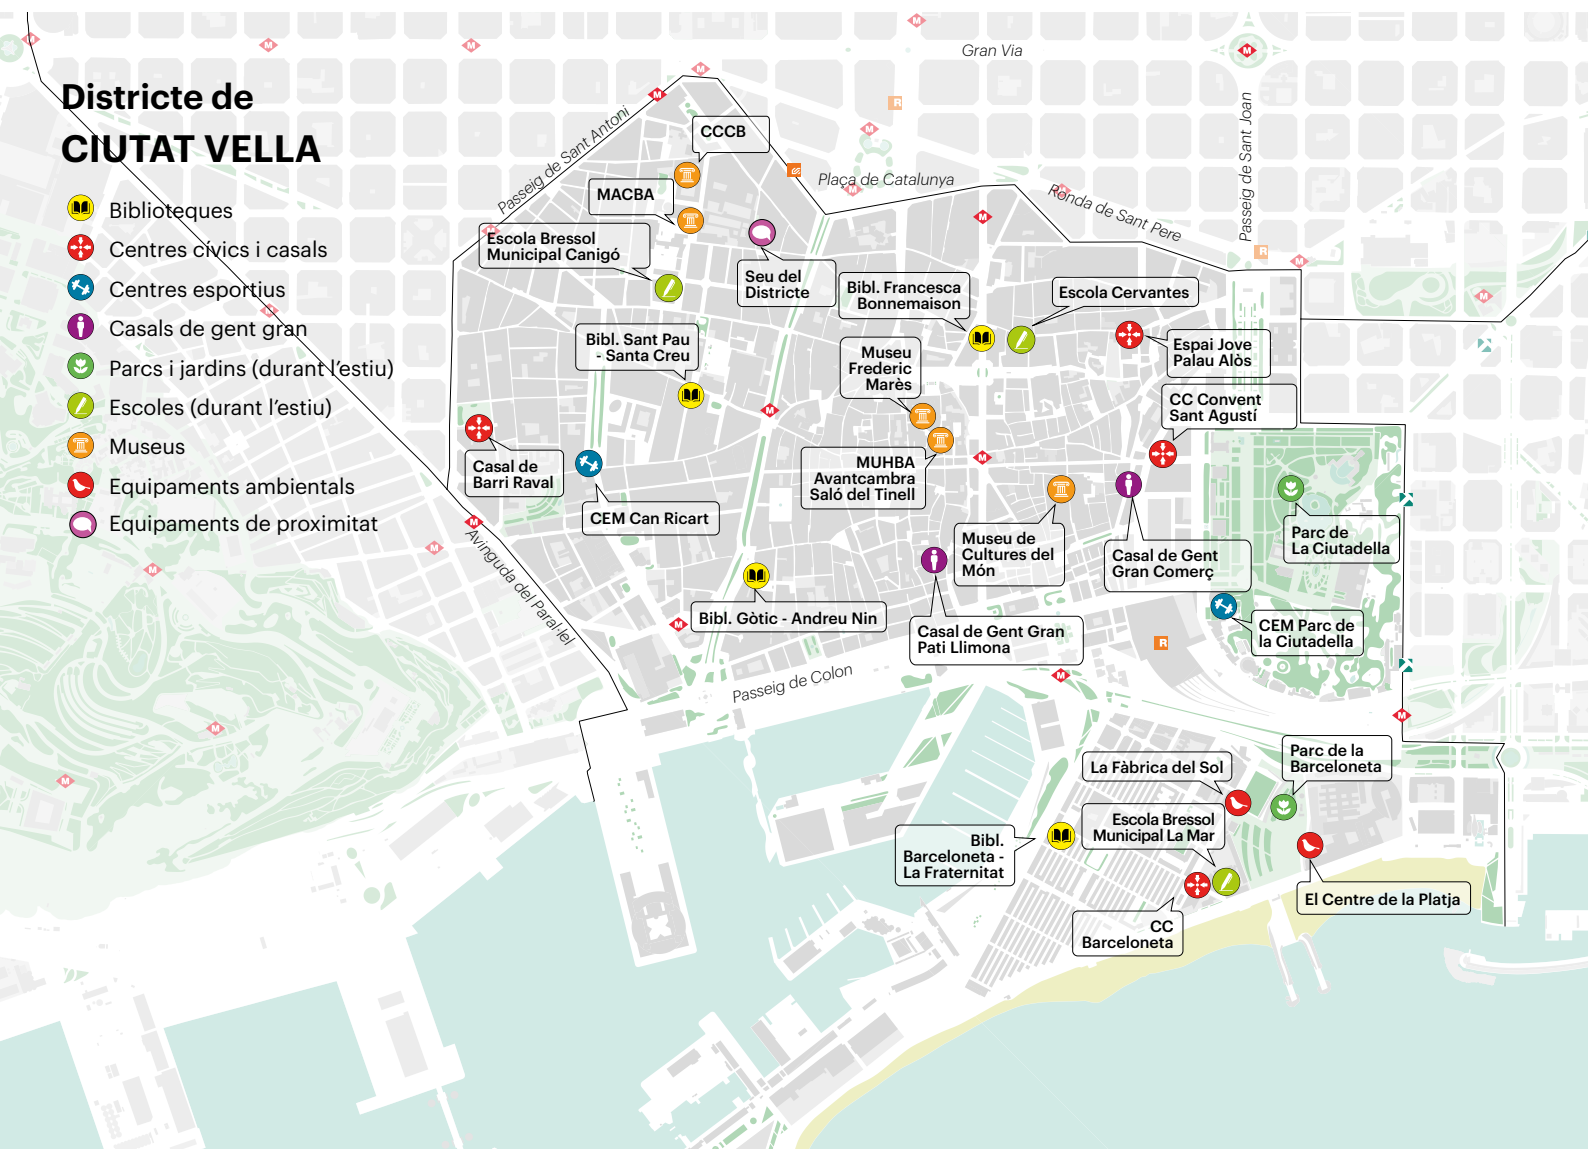 Districte de
CIUTAT VELLA
Biblioteques
Centres cívics i casals
Centres esportius
Casals de gent gran
Parcs i jardins (durant l'estiu)
Escoles (durant l'estiu)
Museus
Equipaments ambientals
Equipaments de proximitat
Gran Via
Passeig de Sant Joan
Passeig de Sant Antoni
Plaça de Catalunya
Ronda de Sant Pere
CCCB
MACBA
Escola Bressol
Municipal Canigó
Seu del
Districte
Bibl. Francesca
Bonnemaison
Escola Cervantes
Bibl. Sant Pau
- Santa Creu
Museu
Frederic
Marès
Espai Jove
Palau Alòs
CC Convent
Sant Agustí
Casal de
Barri Raval
MUHBA
Avantcambra
Saló del Tinell
CEM Can Ricart
Museu de
Cultures del
Món
Casal de Gent
Gran Comerç
Parc de
La Ciutadella
Avinguda del Paral·lel
Bibl. Gòtic - Andreu Nin
Casal de Gent Gran
Pati Llimona
CEM Parc de
la Ciutadella
Passeig de Colon
La Fàbrica del Sol
Parc de la
Barceloneta
Escola Bressol
Municipal La Mar
Bibl.
Barceloneta -
La Fraternitat
El Centre de la Platja
CC
Barceloneta